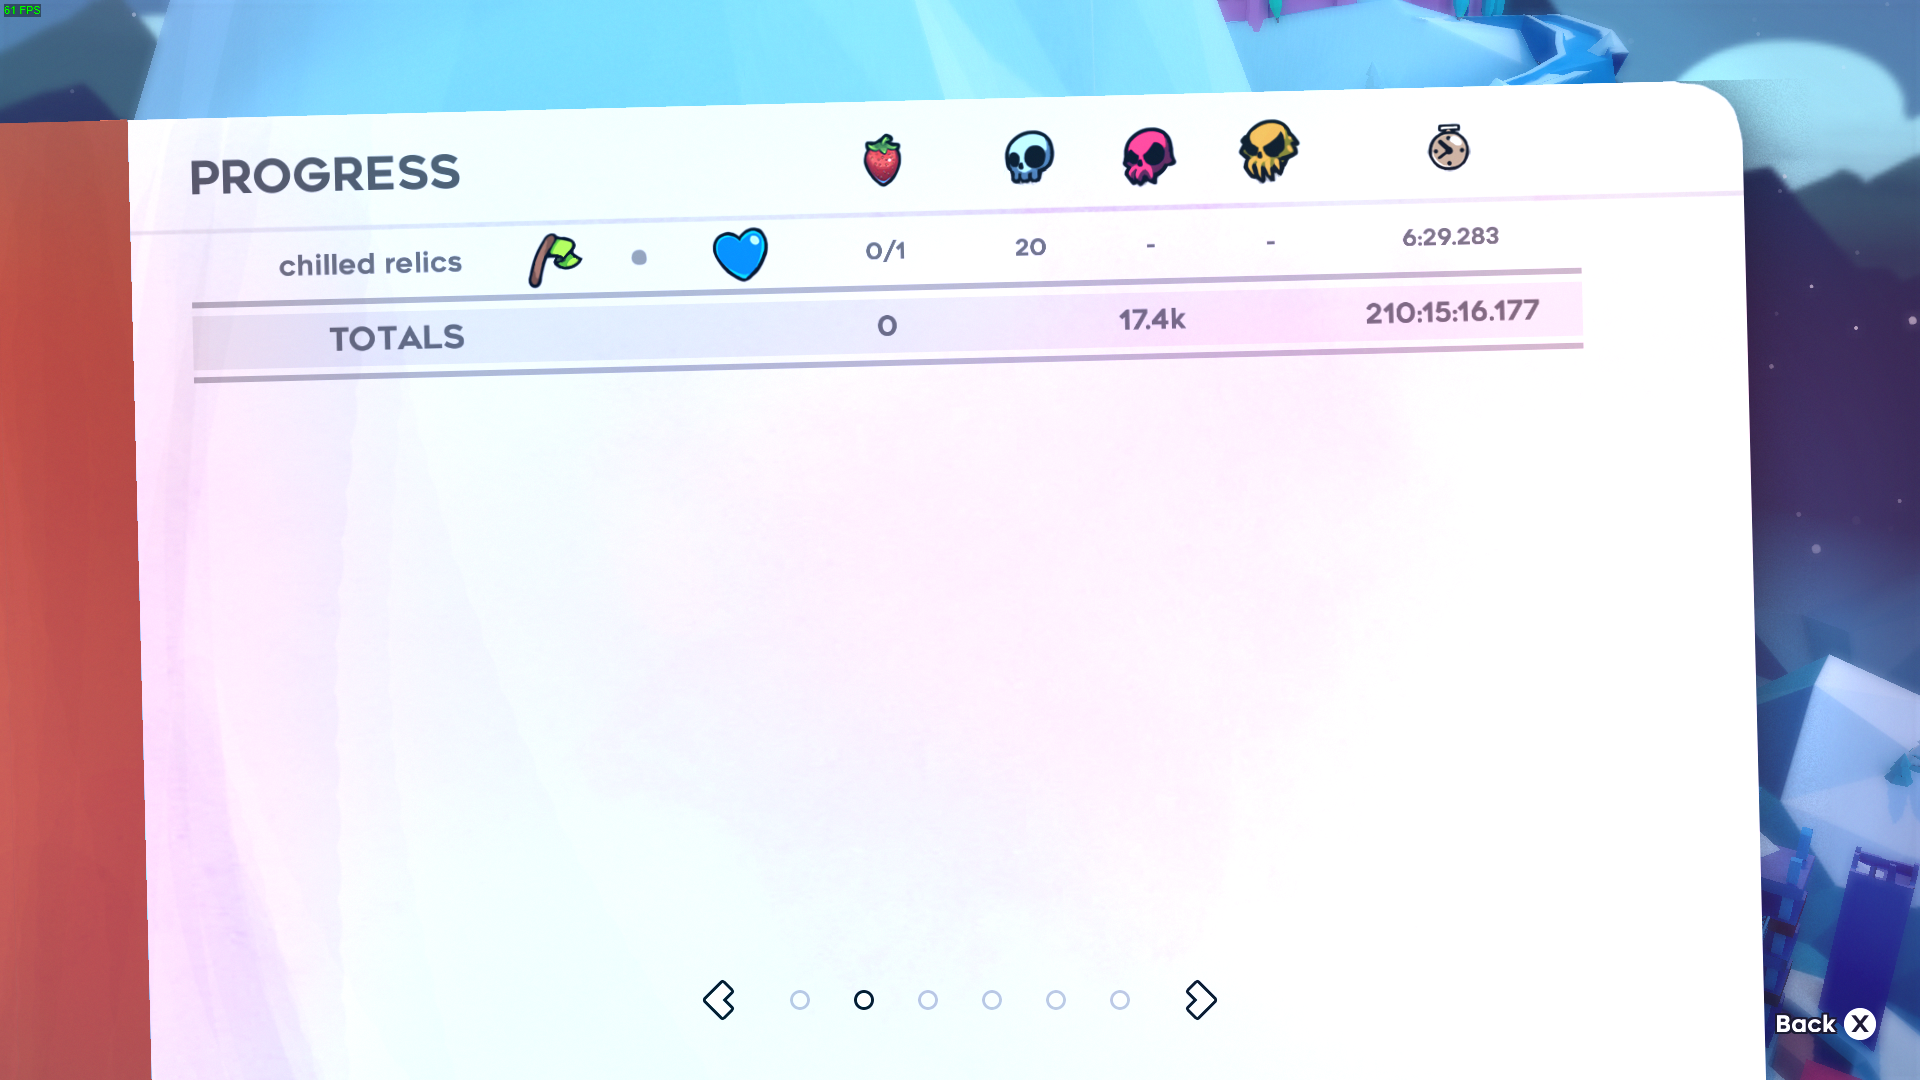 61 FPS
PROGRESS
chilled relics 0/1 20 - - 6:29.283
TOTALS 0 17.4k 210:15:16.177
Back X